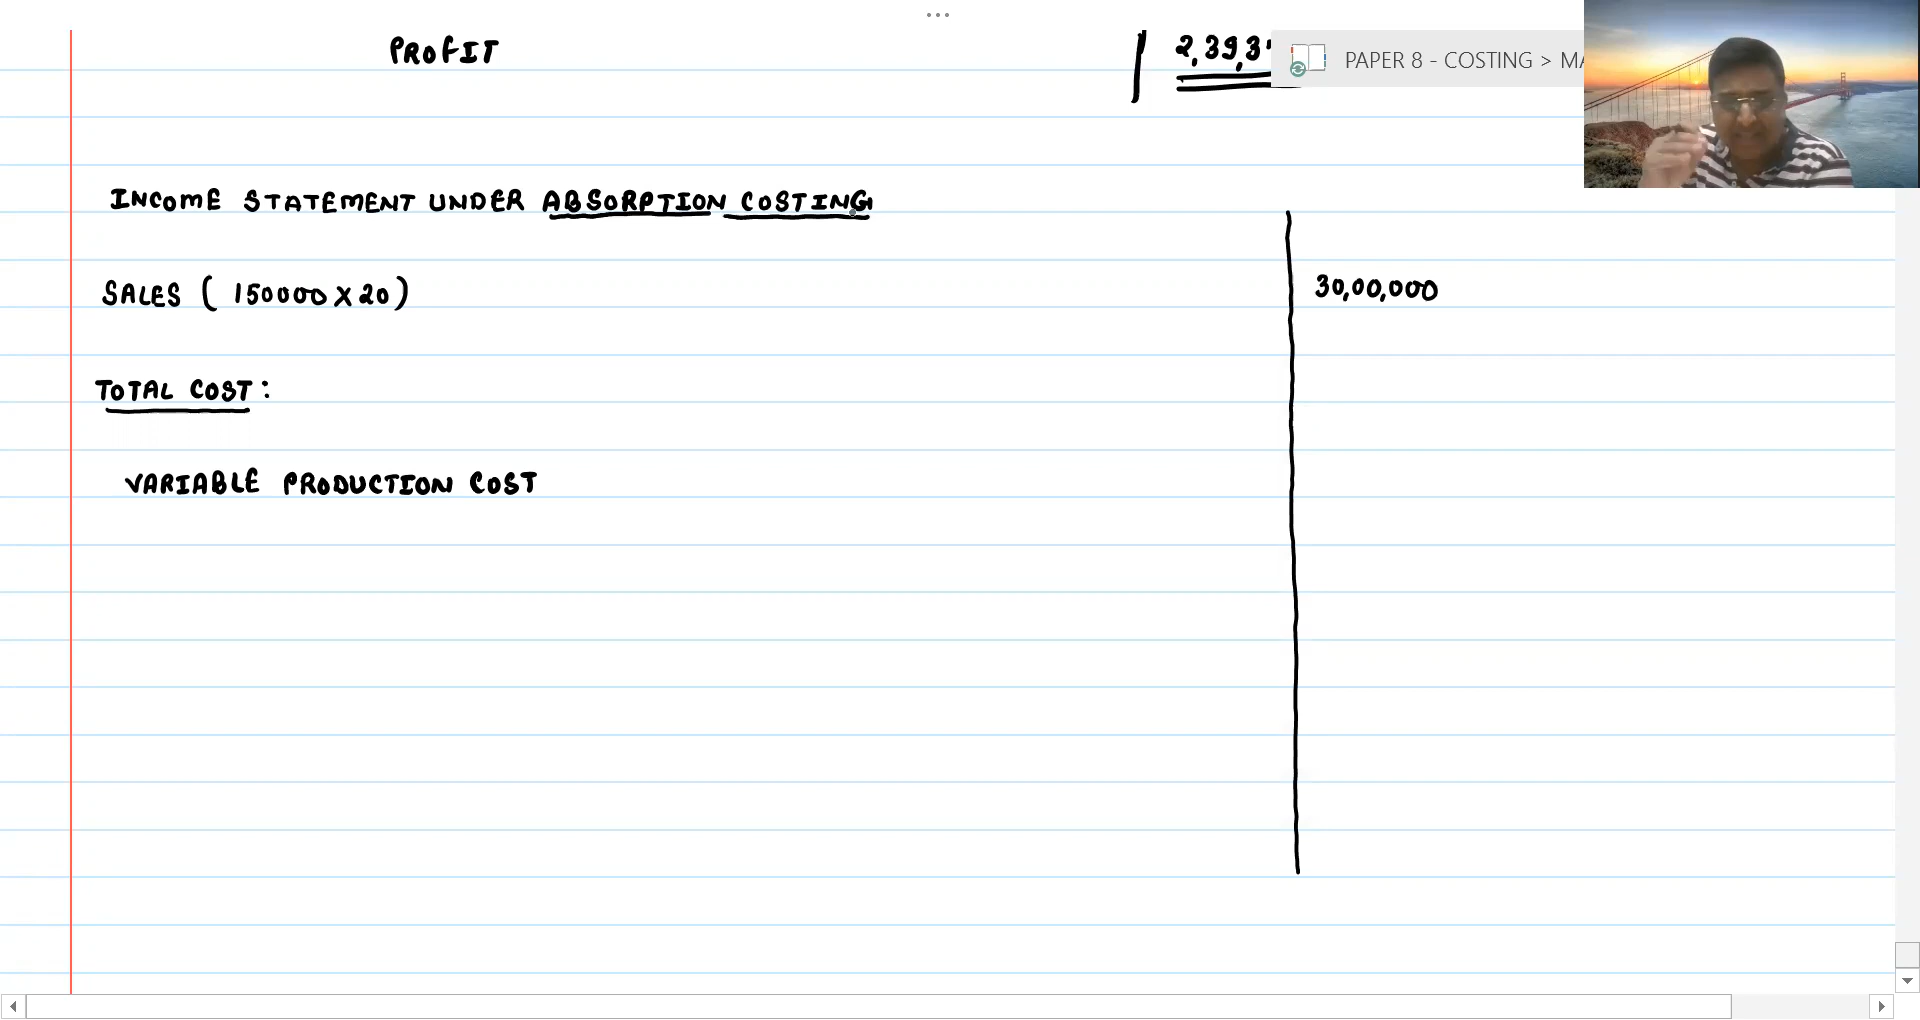 PROFIT 2,39,3
PAPER 8 - COSTING > MA
INCOME STATEMENT UNDER ABSORPTION COSTING
SALES ( 150000 X 20 ) 30,00,000
TOTAL COST :
VARIABLE PRODUCTION COST